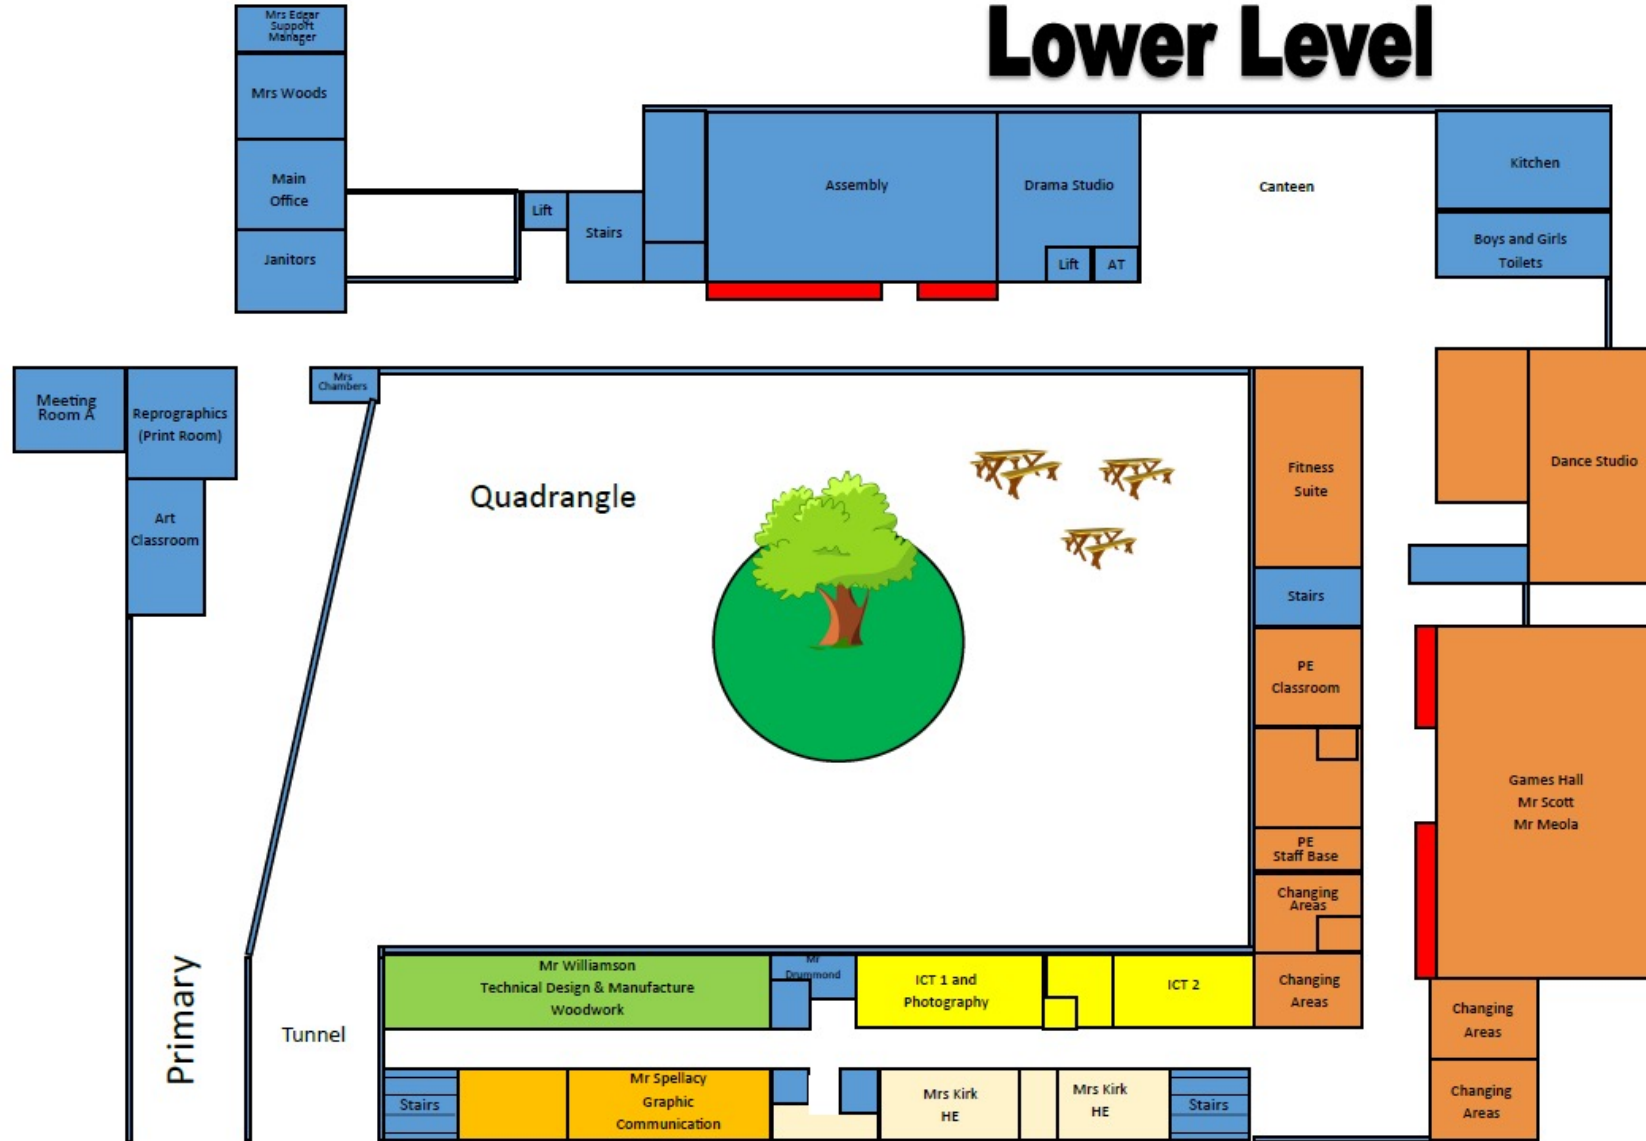 Lower Level
Mrs Edgar
Support
Manager
Mrs Woods
Main
Office
Janitors
Lift
Stairs
Assembly
Drama Studio
Lift
AT
Canteen
Kitchen
Boys and Girls
Toilets
Meeting
Room A
Reprographics
(Print Room)
Art
Classroom
Mrs
Chambers
Quadrangle
Fitness
Suite
Stairs
PE
Classroom
PE
Staff Base
Changing
Areas
Changing
Areas
Dance Studio
Games Hall
Mr Scott
Mr Meola
Changing
Areas
Changing
Areas
Primary
Tunnel
Mr Williamson
Technical Design & Manufacture
Woodwork
Mr
Drummond
ICT 1 and
Photography
ICT 2
Stairs
Mr Spellacy
Graphic
Communication
Mrs Kirk
HE
Mrs Kirk
HE
Stairs